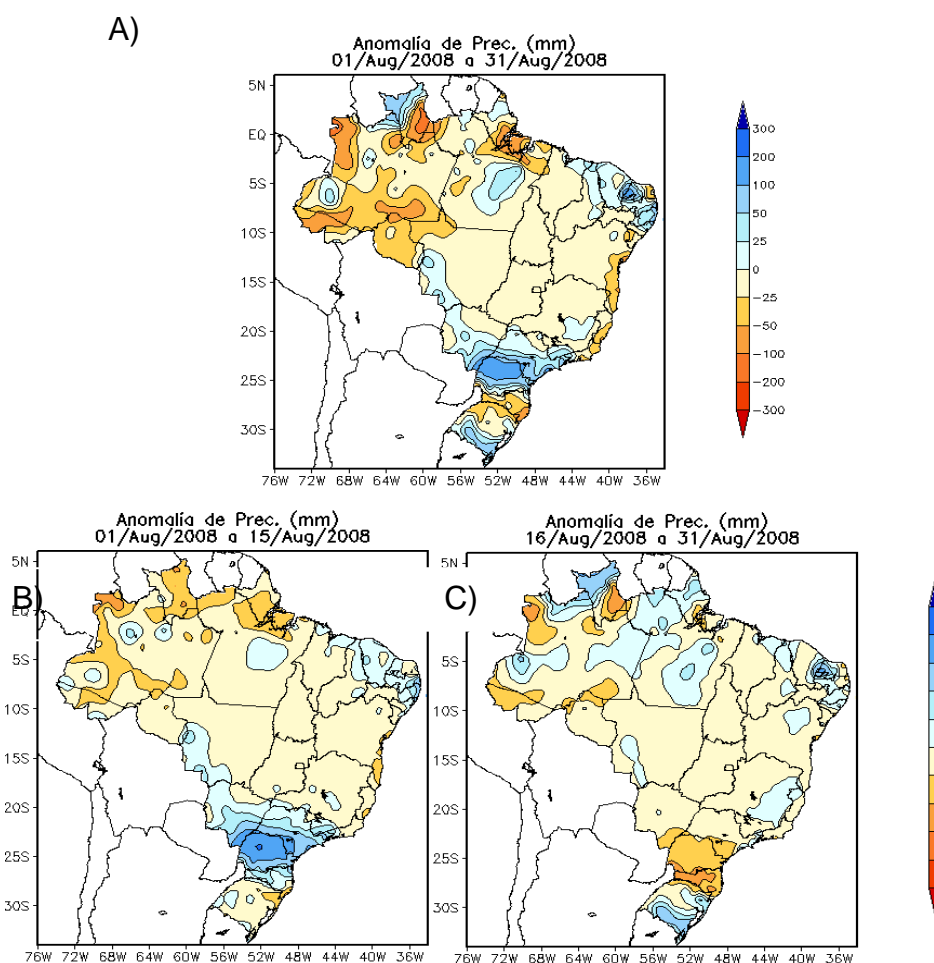 A)
Anomalía de Prec. (mm)
01/Aug/2008 a 31/Aug/2008
5N
EQ
5S
10S
15S
20S
25S
30S
76W 72W 68W 64W 60W 56W 52W 48W 44W 40W 36W
300
200
100
50
25
0
−25
−50
−100
−200
−300
B)
Anomalía de Prec. (mm)
01/Aug/2008 a 15/Aug/2008
5N
5S
10S
15S
20S
25S
30S
76W 72W 68W 64W 60W 56W 52W 48W 44W 40W 36W
C)
Anomalía de Prec. (mm)
16/Aug/2008 a 31/Aug/2008
5N
5S
10S
15S
20S
25S
30S
76W 72W 68W 64W 60W 56W 52W 48W 44W 40W 36W